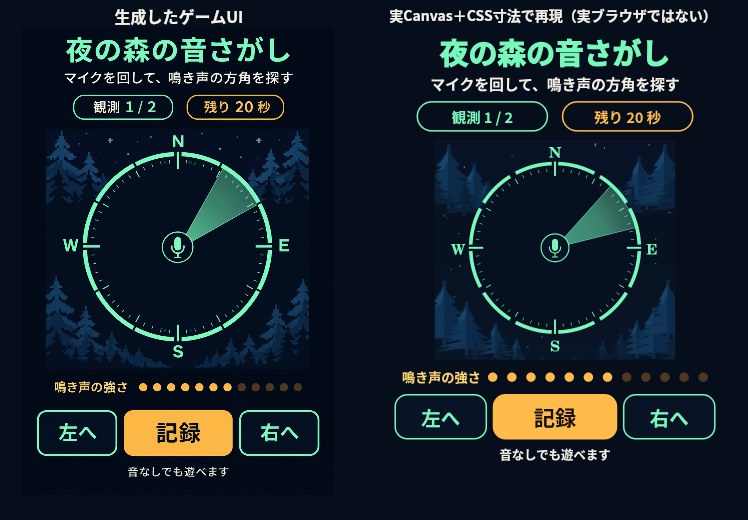 生成したゲームUI
夜の森の音さがし
マイクを回して、鳴き声の方角を探す
観測 1 / 2
残り 20 秒
N
W
E
S
鳴き声の強さ
左へ
記録
右へ
音なしでも遊べます
実Canvas＋CSS寸法で再現（実ブラウザではない）
夜の森の音さがし
マイクを回して、鳴き声の方角を探す
観測 1 / 2
残り 20 秒
N
W
E
S
鳴き声の強さ
左へ
記録
右へ
音なしでも遊べます